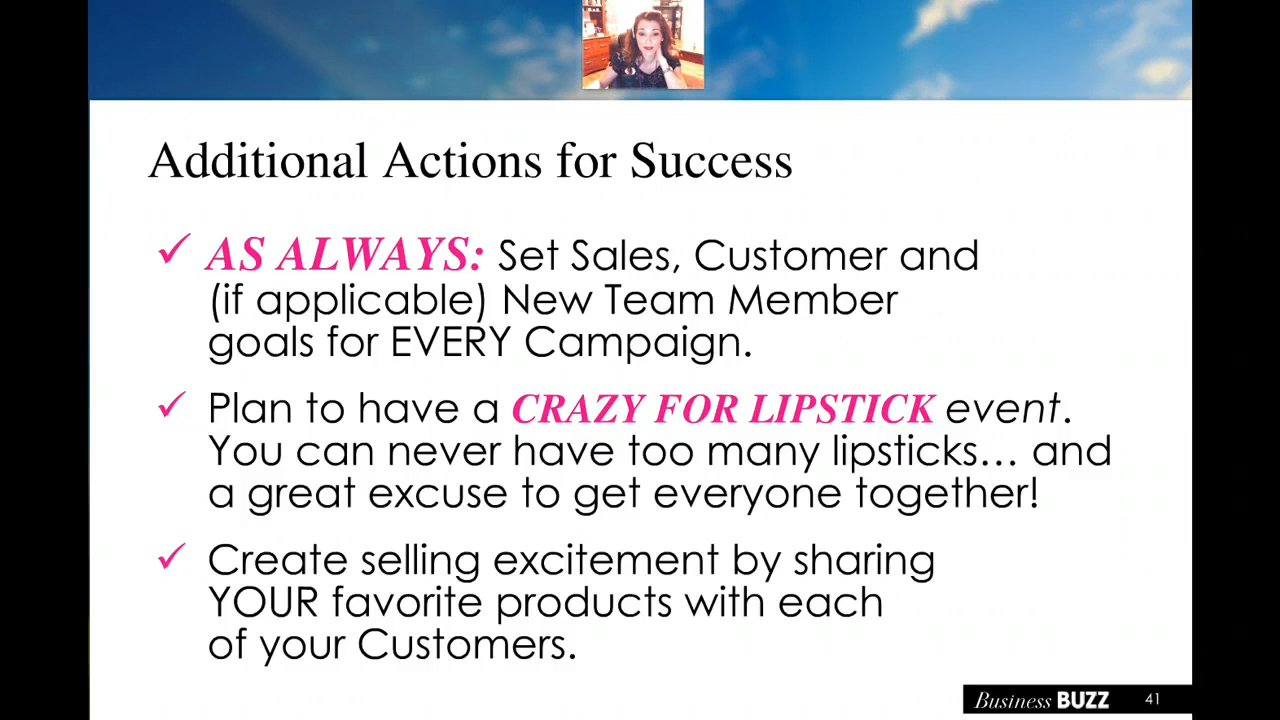 Additional Actions for Success
✓ AS ALWAYS: Set Sales, Customer and
(if applicable) New Team Member
goals for EVERY Campaign.
✓ Plan to have a CRAZY FOR LIPSTICK event.
You can never have too many lipsticks... and
a great excuse to get everyone together!
✓ Create selling excitement by sharing
YOUR favorite products with each
of your Customers.
Business BUZZ 41